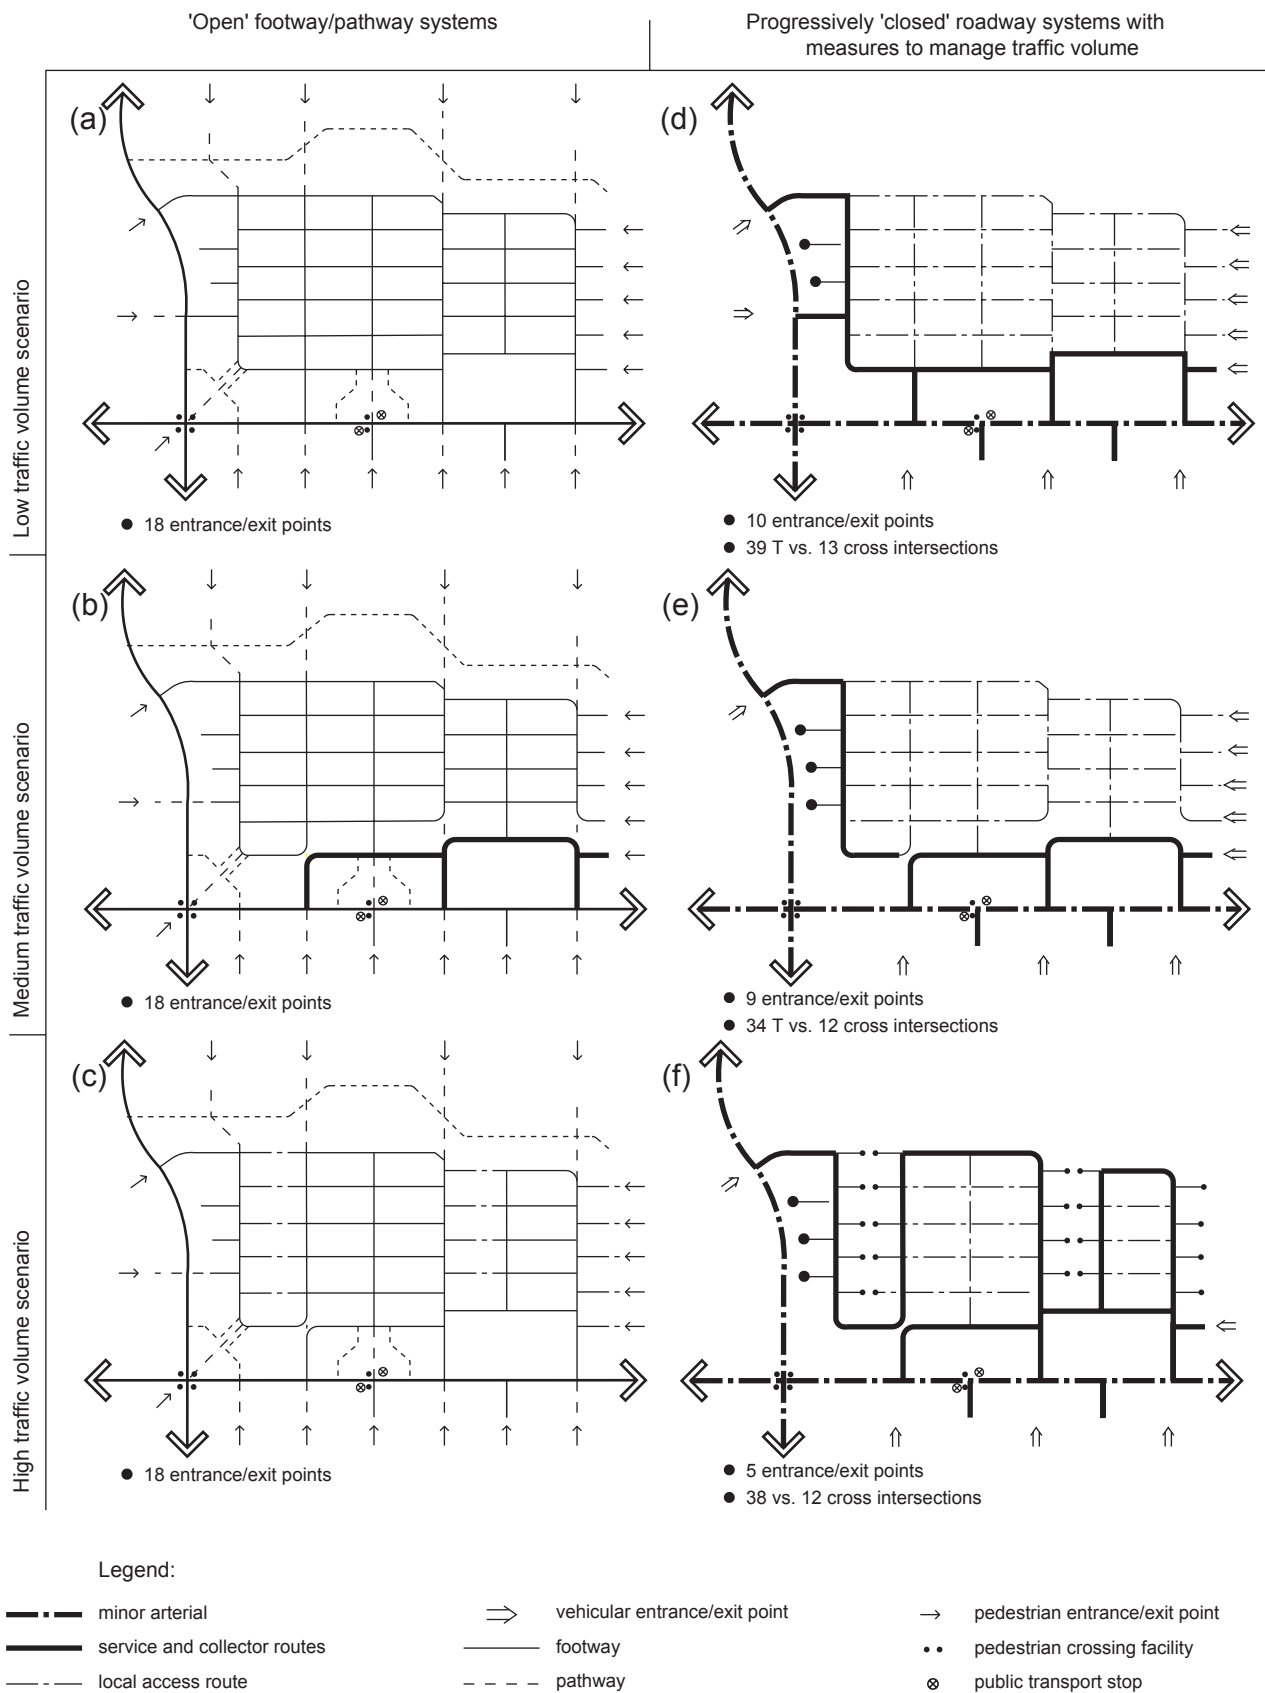 'Open' footway/pathway systems
Progressively 'closed' roadway systems with
measures to manage traffic volume
Low traffic volume scenario
(a)
18 entrance/exit points
(d)
10 entrance/exit points
39 T vs. 13 cross intersections
Medium traffic volume scenario
(b)
18 entrance/exit points
(e)
9 entrance/exit points
34 T vs. 12 cross intersections
High traffic volume scenario
(c)
18 entrance/exit points
(f)
5 entrance/exit points
38 vs. 12 cross intersections
Legend:
minor arterial
service and collector routes
local access route
vehicular entrance/exit point
footway
pathway
pedestrian entrance/exit point
pedestrian crossing facility
public transport stop